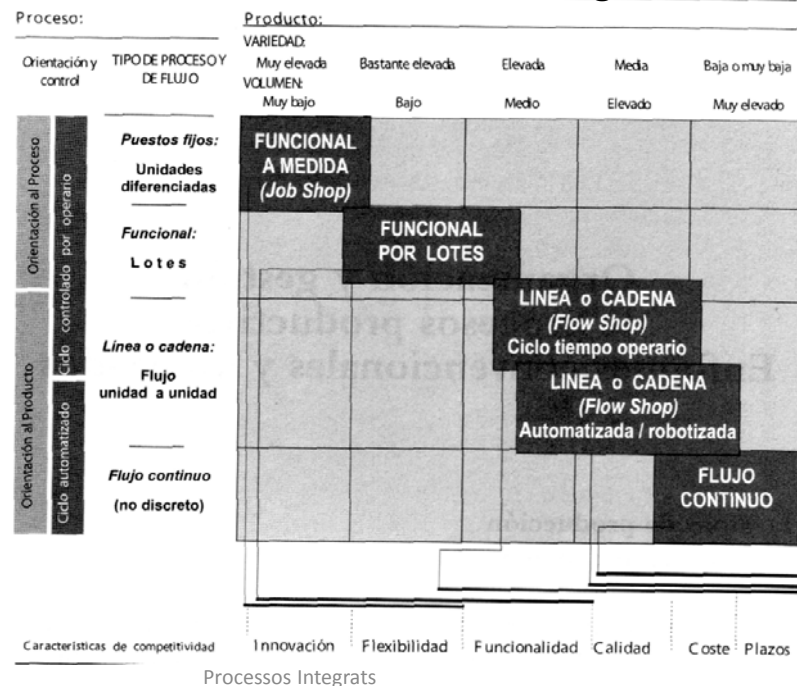 Proceso:
Producto:
VARIEDAD:
Orientación y control
TIPO DE PROCESO Y DE FLUJO
Muy elevada
Bastante elevada
Elevada
Media
Baja o muy baja
VOLUMEN:
Muy bajo
Bajo
Medio
Elevado
Muy elevado
Orientación al Proceso
Orientación al Producto
Ciclo controlado por operario
Ciclo automatizado
Puestos fijos:
Unidades
diferenciadas
Funcional:
Lotes
Línea o cadena:
Flujo
unidad a unidad
Flujo continuo
(no discreto)
FUNCIONAL
A MEDIDA
(Job Shop)
FUNCIONAL
POR LOTES
LINEA o CADENA
(Flow Shop)
Ciclo tiempo operario
LINEA o CADENA
(Flow Shop)
Automatizada / robotizada
FLUJO
CONTINUO
Características de competitividad
Innovación
Flexibilidad
Funcionalidad
Calidad
Coste
Plazos
Processos Integrats